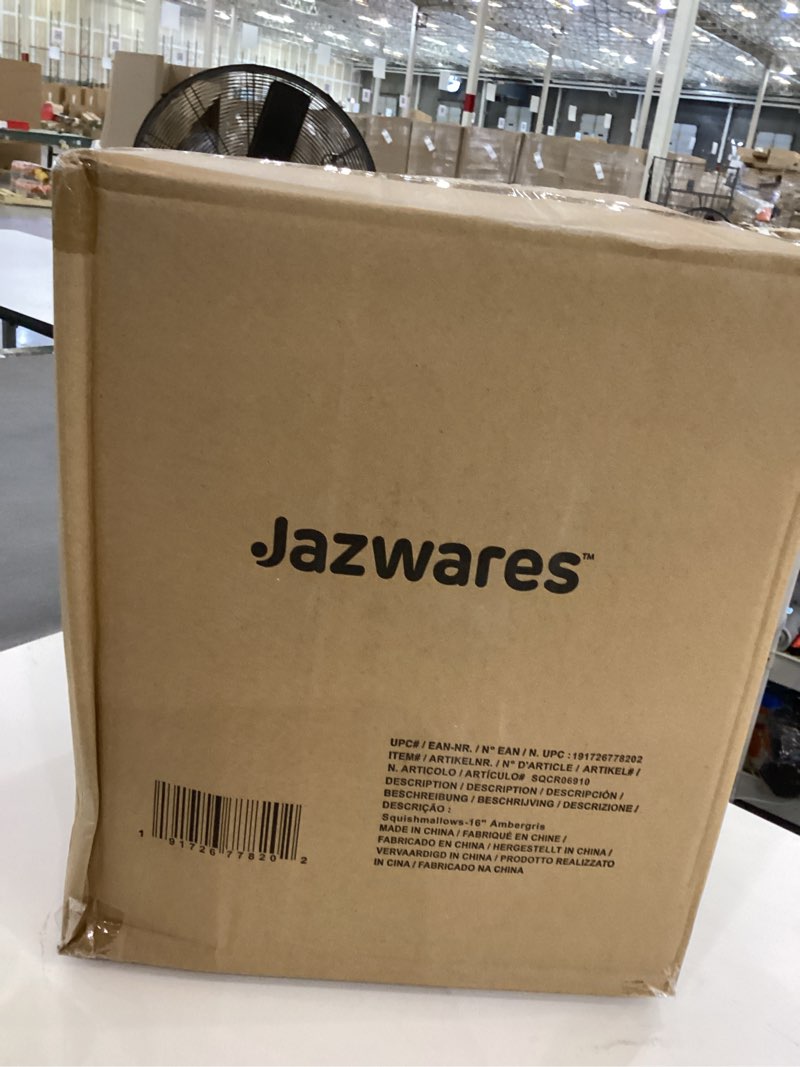 Jazwares™
UPC# / EAN-NR. / N° EAN / N. UPC : 191726778202
ITEM# / ARTIKELNR. / N° D'ARTICLE / ARTIKEL# /
N. ARTICOLO / ARTÍCULO# SQCR06910
DESCRIPTION / DESCRIPTION / DESCRIPCIÓN /
BESCHREIBUNG / BESCHRIJVING / DESCRIZIONE /
DESCRIÇÃO :
Squishmallows-16" Ambergris
MADE IN CHINA / FABRIQUÉ EN CHINE /
FABRICADO EN CHINA / HERGESTELLT IN CHINA /
VERVAARDIGD IN CHINA / PRODOTTO REALIZZATO
IN CINA / FABRICADO NA CHINA
1 91726 77820 2